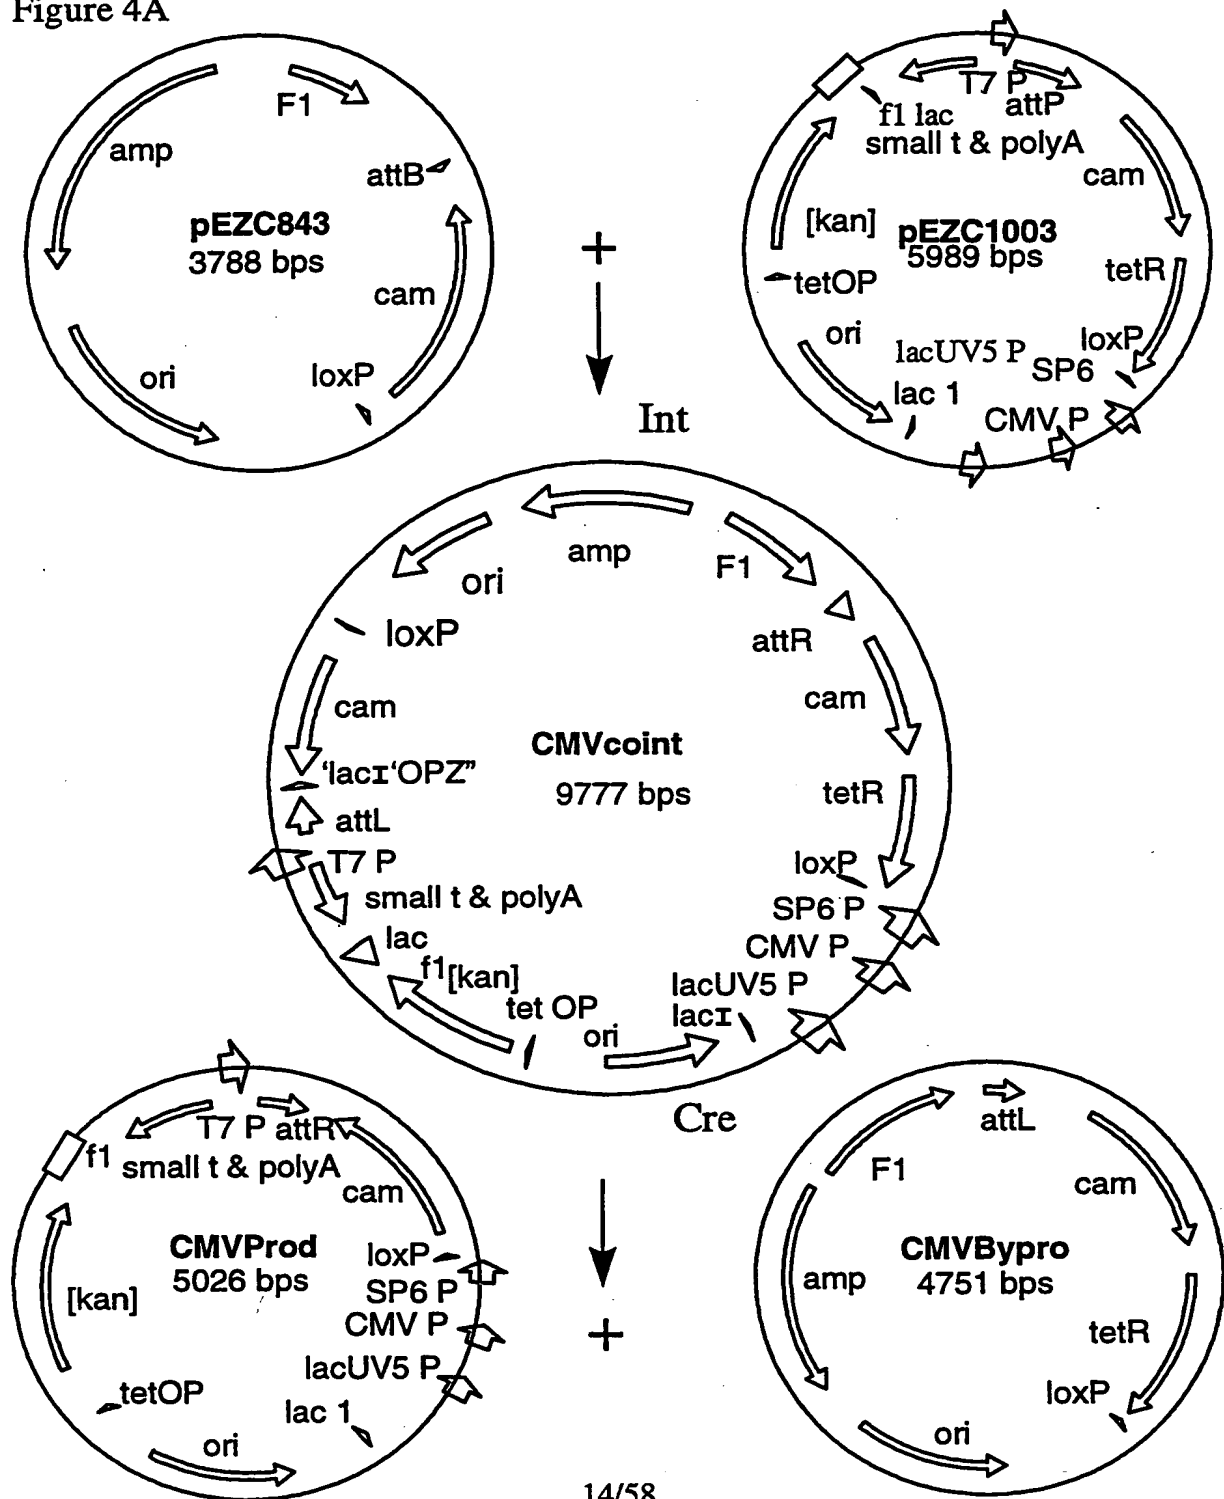 Figure 4A
F1
amp
attB
pEZC843
3788 bps
cam
loxP
ori
+
Int
T7 P
attP
f1 lac
small t & polyA
cam
[kan]
pEZC1003
5989 bps
tetR
tetOP
ori
lacUV5 P
loxP
SP6
lac 1
CMV P
amp
F1
ori
loxP
attR
cam
cam
CMVcoint
9777 bps
'lacI'OPZ"
tetR
attL
T7 P
loxP
small t & polyA
SP6 P
lac
CMV P
f1
[kan]
lacUV5 P
tet OP
lacI
ori
Cre
T7 P
attR
f1
small t & polyA
cam
CMVProd
5026 bps
loxP
[kan]
SP6 P
CMV P
lacUV5 P
tetOP
lac 1
ori
+
attL
F1
cam
CMVBypro
4751 bps
amp
tetR
loxP
ori
14/58